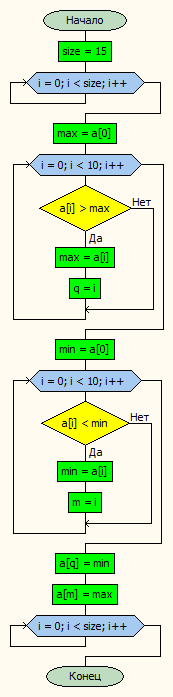 Начало
size = 15
i = 0; i < size; i++
max = a[0]
i = 0; i < 10; i++
a[i] > max
Нет
Да
max = a[i]
q = i
min = a[0]
i = 0; i < 10; i++
a[i] < min
Нет
Да
min = a[i]
m = i
a[q] = min
a[m] = max
i = 0; i < size; i++
Конец